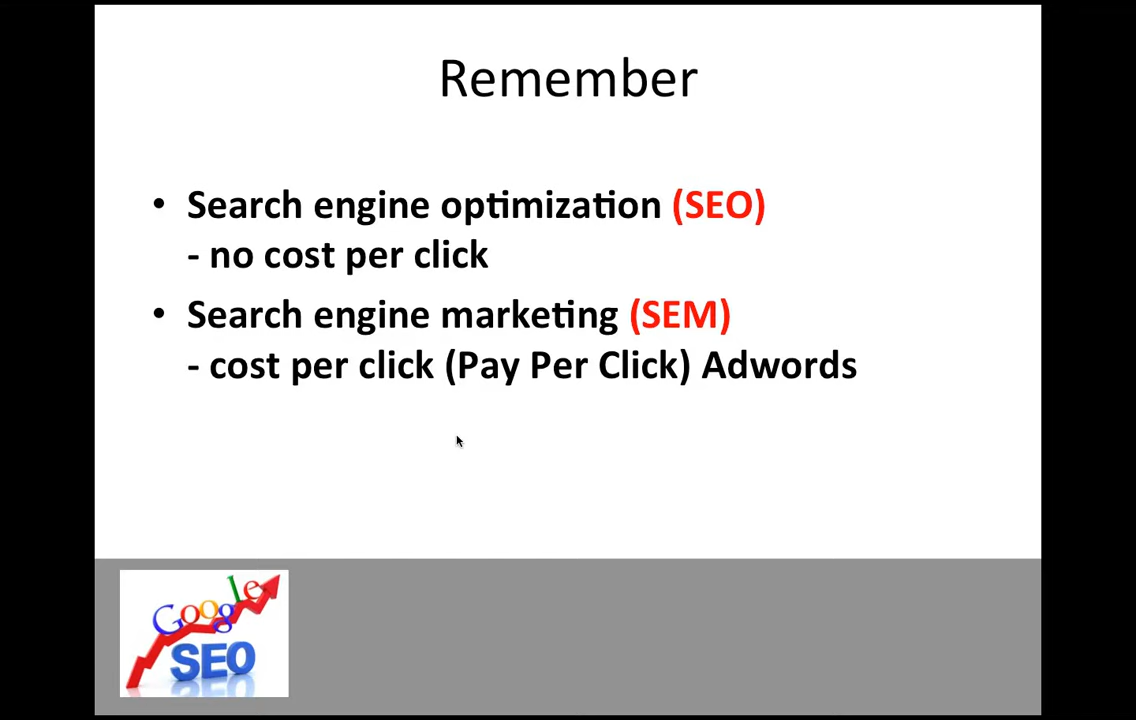 Remember
• Search engine optimization (SEO)
- no cost per click
• Search engine marketing (SEM)
- cost per click (Pay Per Click) Adwords
Google
SEO